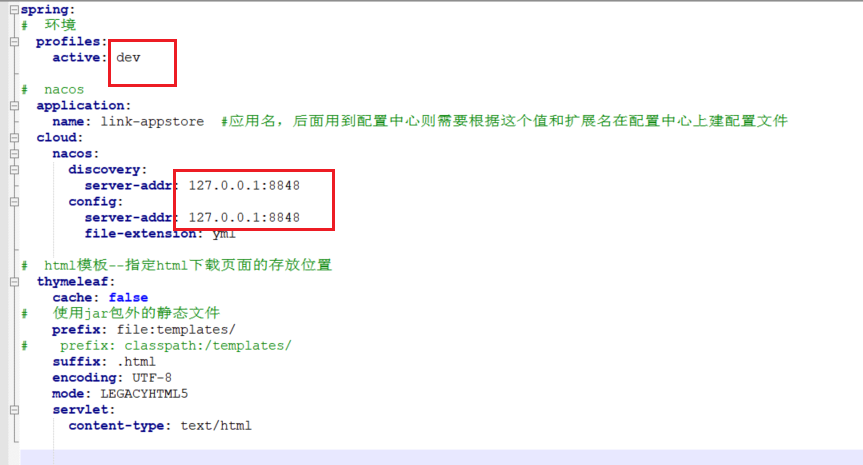 spring:
#  环境
  profiles:
    active: dev
#  nacos
  application:
    name: link-appstore  #应用名，后面用到配置中心则需要根据这个值和扩展名在配置中心上建配置文件
  cloud:
    nacos:
      discovery:
        server-addr: 127.0.0.1:8848
      config:
        server-addr: 127.0.0.1:8848
        file-extension: yml
#  html模板--指定html下载页面的存放位置
  thymeleaf:
    cache: false
#   使用jar包外的静态文件
    prefix: file:templates/
#    prefix: classpath:/templates/
    suffix: .html
    encoding: UTF-8
    mode: LEGACYHTML5
    servlet:
      content-type: text/html